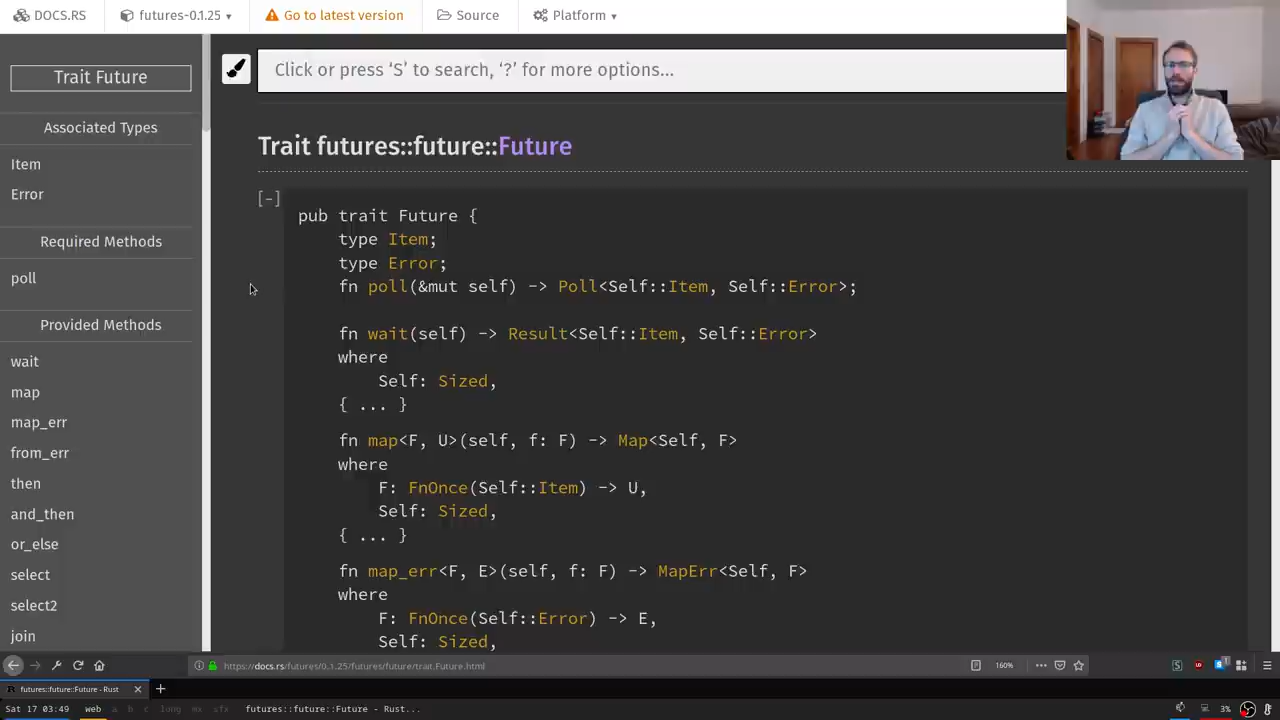 DOCS.RS futures-0.1.25 Go to latest version Source Platform
Trait Future
Click or press ‘S’ to search, ‘?’ for more options...
Associated Types
Item
Error
Required Methods
poll
Provided Methods
wait
map
map_err
from_err
then
and_then
or_else
select
select2
join
Trait futures::future::Future
[-]
pub trait Future {
type Item;
type Error;
fn poll(&mut self) -> Poll<Self::Item, Self::Error>;
fn wait(self) -> Result<Self::Item, Self::Error>
where
Self: Sized,
{ ... }
fn map<F, U>(self, f: F) -> Map<Self, F>
where
F: FnOnce(Self::Item) -> U,
Self: Sized,
{ ... }
fn map_err<F, E>(self, f: F) -> MapErr<Self, F>
where
F: FnOnce(Self::Error) -> E,
Self: Sized,
https://docs.rs/futures/0.1.25/futures/future/trait.Future.html 160%
futures::future::Future - Rust
Sat 17 03:49 web a b c long mx sfx futures::future::Future - Rust... 3%